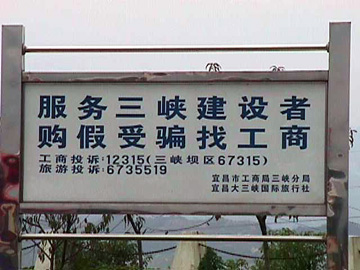 服务三峡建设者
购假受骗找工商
工商投诉:12315(三峡坝区67315)
旅游投诉:6735519
宜昌市工商局三峡分局
宜昌大三峡国际旅行社